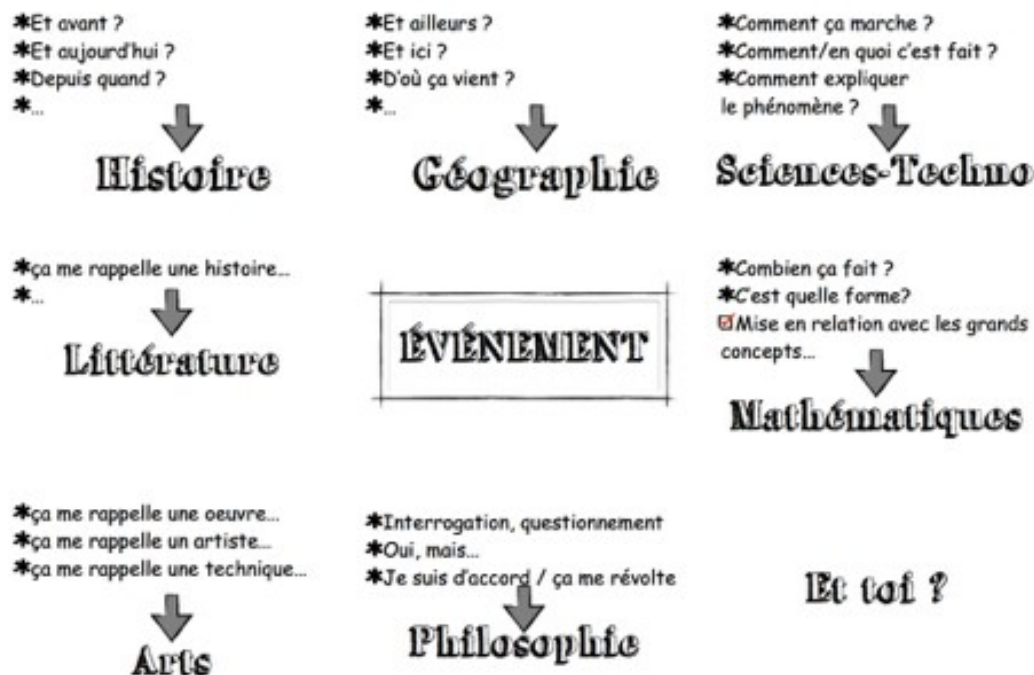 ✱Et avant ?
✱Et aujourd'hui ?
✱Depuis quand ?
✱...
Histoire
✱Et ailleurs ?
✱Et ici ?
✱D'où ça vient ?
✱...
Géographie
✱Comment ça marche ?
✱Comment/en quoi c'est fait ?
✱Comment expliquer
le phénomène ?
Sciences-Techno
✱ça me rappelle une histoire...
✱...
Littérature
ÉVÉNEMENT
✱Combien ça fait ?
✱C'est quelle forme?
☑Mise en relation avec les grands
concepts...
Mathématiques
✱ça me rappelle une oeuvre...
✱ça me rappelle un artiste...
✱ça me rappelle une technique...
Arts
✱Interrogation, questionnement
✱Oui, mais...
✱Je suis d'accord / ça me révolte
Philosophie
Et toi ?